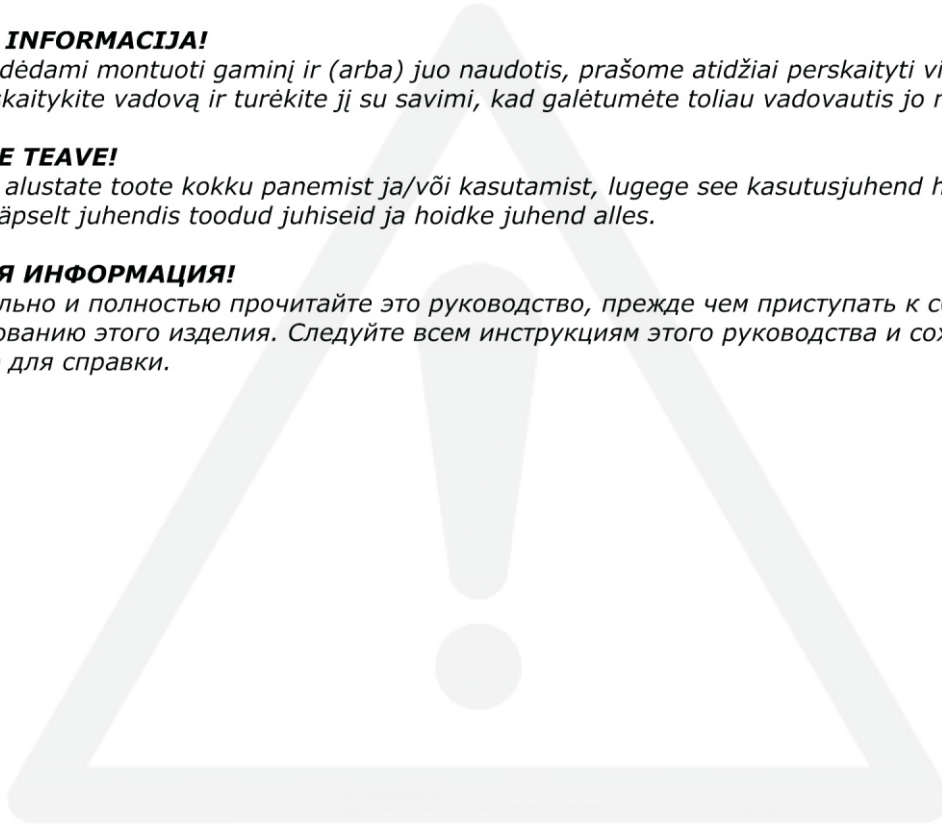 INFORMACIJA!
dėdami montuoti gaminį ir (arba) juo naudotis, prašome atidžiai perskaityti vi
skaitykite vadovą ir turėkite jį su savimi, kad galėtumėte toliau vadovautis jo
E TEAVE!
alustate toote kokku panemist ja/või kasutamist, lugege see kasutusjuhend h
äpselt juhendis toodud juhiseid ja hoidke juhend alles.
Я ИНФОРМАЦИЯ!
льно и полностью прочитайте это руководство, прежде чем приступать к с
ованию этого изделия. Следуйте всем инструкциям этого руководства и сох
для справки.